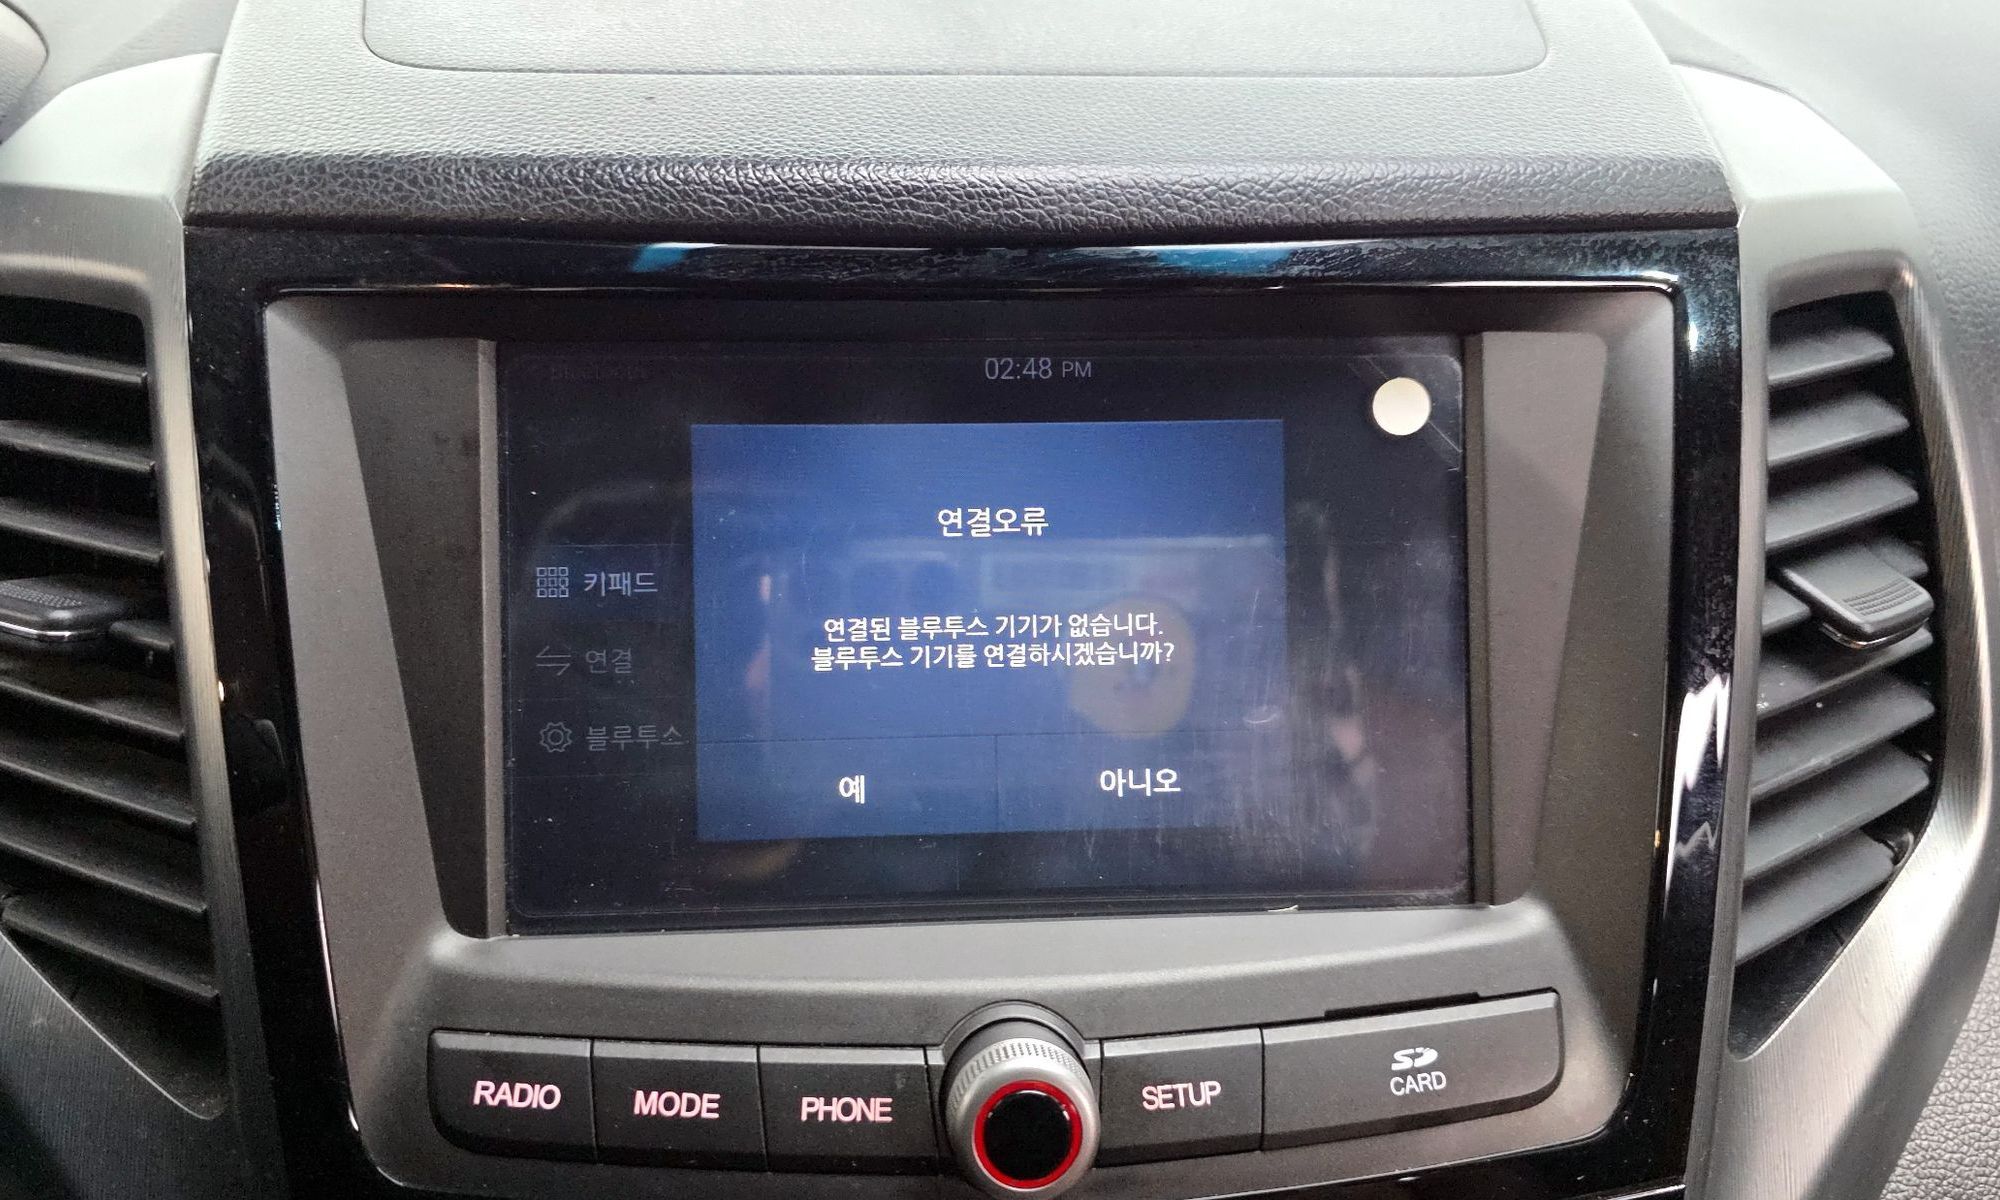 02:48 PM
연결오류
연결된 블루투스 기기가 없습니다.
블루투스 기기를 연결하시겠습니까?
예
아니오
키패드
연결
블루투스
RADIO
MODE
PHONE
SETUP
SD
CARD